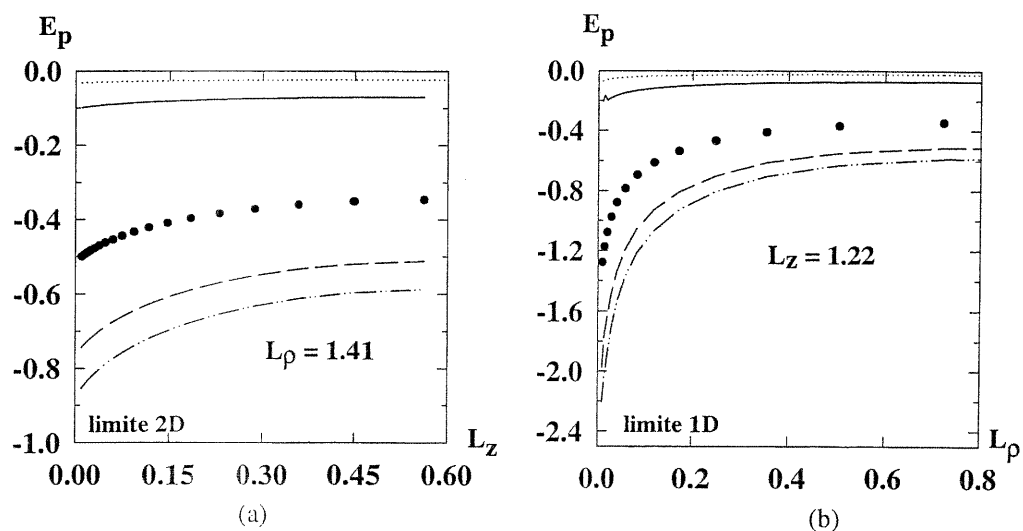 E_p
0.0
-0.2
-0.4
-0.6
-0.8
-1.0
L_ρ = 1.41
limite 2D
L_z
0.00 0.15 0.30 0.45 0.60
(a)
E_p
0.0
-0.4
-0.8
-1.2
-1.6
-2.0
-2.4
L_z = 1.22
limite 1D
L_ρ
0.0 0.2 0.4 0.6 0.8
(b)